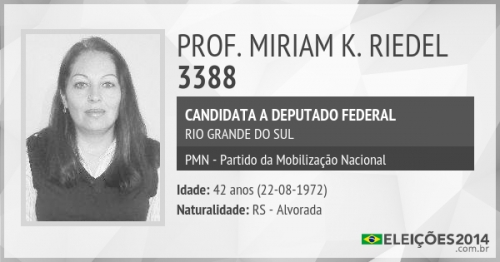 PROF. MIRIAM K. RIEDEL
3388
CANDIDATA A DEPUTADO FEDERAL
RIO GRANDE DO SUL
PMN - Partido da Mobilização Nacional
Idade: 42 anos (22-08-1972)
Naturalidade: RS - Alvorada
ELEIÇÕES2014
.com.br